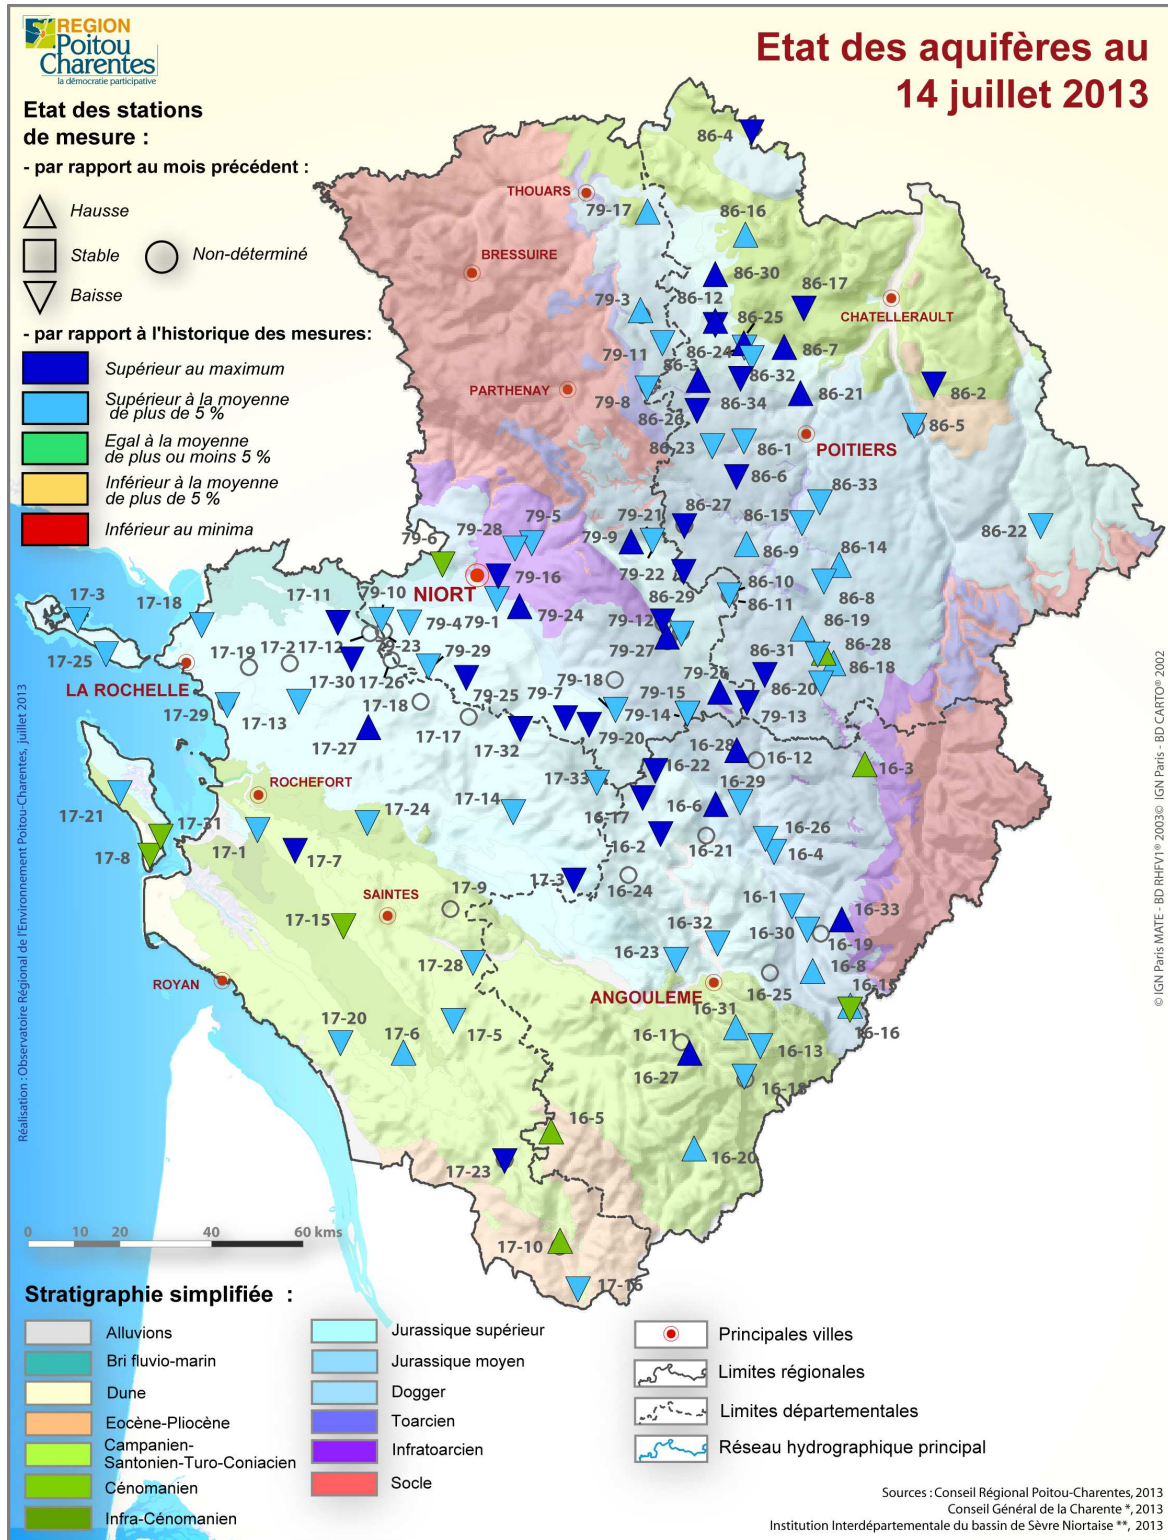 REGION
Poitou
Charentes
la démocratie participative
Etat des aquifères au
14 juillet 2013
Etat des stations
de mesure :
- par rapport au mois précédent :
Hausse
Stable
Non-déterminé
Baisse
- par rapport à l'historique des mesures:
Supérieur au maximum
Supérieur à la moyenne
de plus de 5 %
Egal à la moyenne
de plus ou moins 5 %
Inférieur à la moyenne
de plus de 5 %
Inférieur au minima
86-4
THOUARS
79-17
86-16
BRESSUIRE
86-30
86-17
79-3
86-12
CHATELLERAULT
86-25
79-11
86-24
86-7
86-3
86-32
PARTHENAY
79-8
86-2
86-34
86-21
86-26
86-5
86-23
86-1
POITIERS
86-6
86-33
86-27
79-5
79-21
86-15
86-22
79-28
79-6
79-9
86-9
86-14
79-16
79-22
86-10
NIORT
86-29
86-11
86-8
17-3
17-18
17-11
79-10
79-24
79-4
79-1
79-12
86-19
17-12
79-23
79-27
86-28
17-19
17-2
79-29
86-31
86-18
17-25
LA ROCHELLE
17-30
17-26
79-25
79-7
79-18
79-26
86-20
79-15
17-29
17-13
17-18
79-14
79-13
17-27
17-17
17-32
79-20
16-28
16-12
16-3
ROCHEFORT
17-33
16-22
16-29
17-21
17-24
17-14
16-17
16-6
17-31
16-26
17-1
17-7
16-2
16-21
16-4
17-8
17-3
16-24
SAINTES
17-9
16-1
16-33
17-15
16-32
16-30
16-19
16-23
17-28
16-8
ROYAN
ANGOULEME
16-25
16-15
16-31
17-20
17-6
17-5
16-11
16-16
16-13
16-27
16-18
16-5
16-20
17-23
17-10
17-16
0 10 20 40 60 kms
Réalisation : Observatoire Régional de l'Environnement Poitou-Charentes, juillet 2013
© IGN Paris MATE - BD RHFV1® 2003© IGN Paris - BD CARTO® 2002
Stratigraphie simplifiée :
Alluvions
Bri fluvio-marin
Dune
Eocène-Pliocène
Campanien-
Santonien-Turo-Coniacien
Cénomanien
Infra-Cénomanien
Jurassique supérieur
Jurassique moyen
Dogger
Toarcien
Infratoarcien
Socle
Principales villes
Limites régionales
Limites départementales
Réseau hydrographique principal
Sources : Conseil Régional Poitou-Charentes, 2013
Conseil Général de la Charente *, 2013
Institution Interdépartementale du bassin de Sèvre Niortaise **, 2013